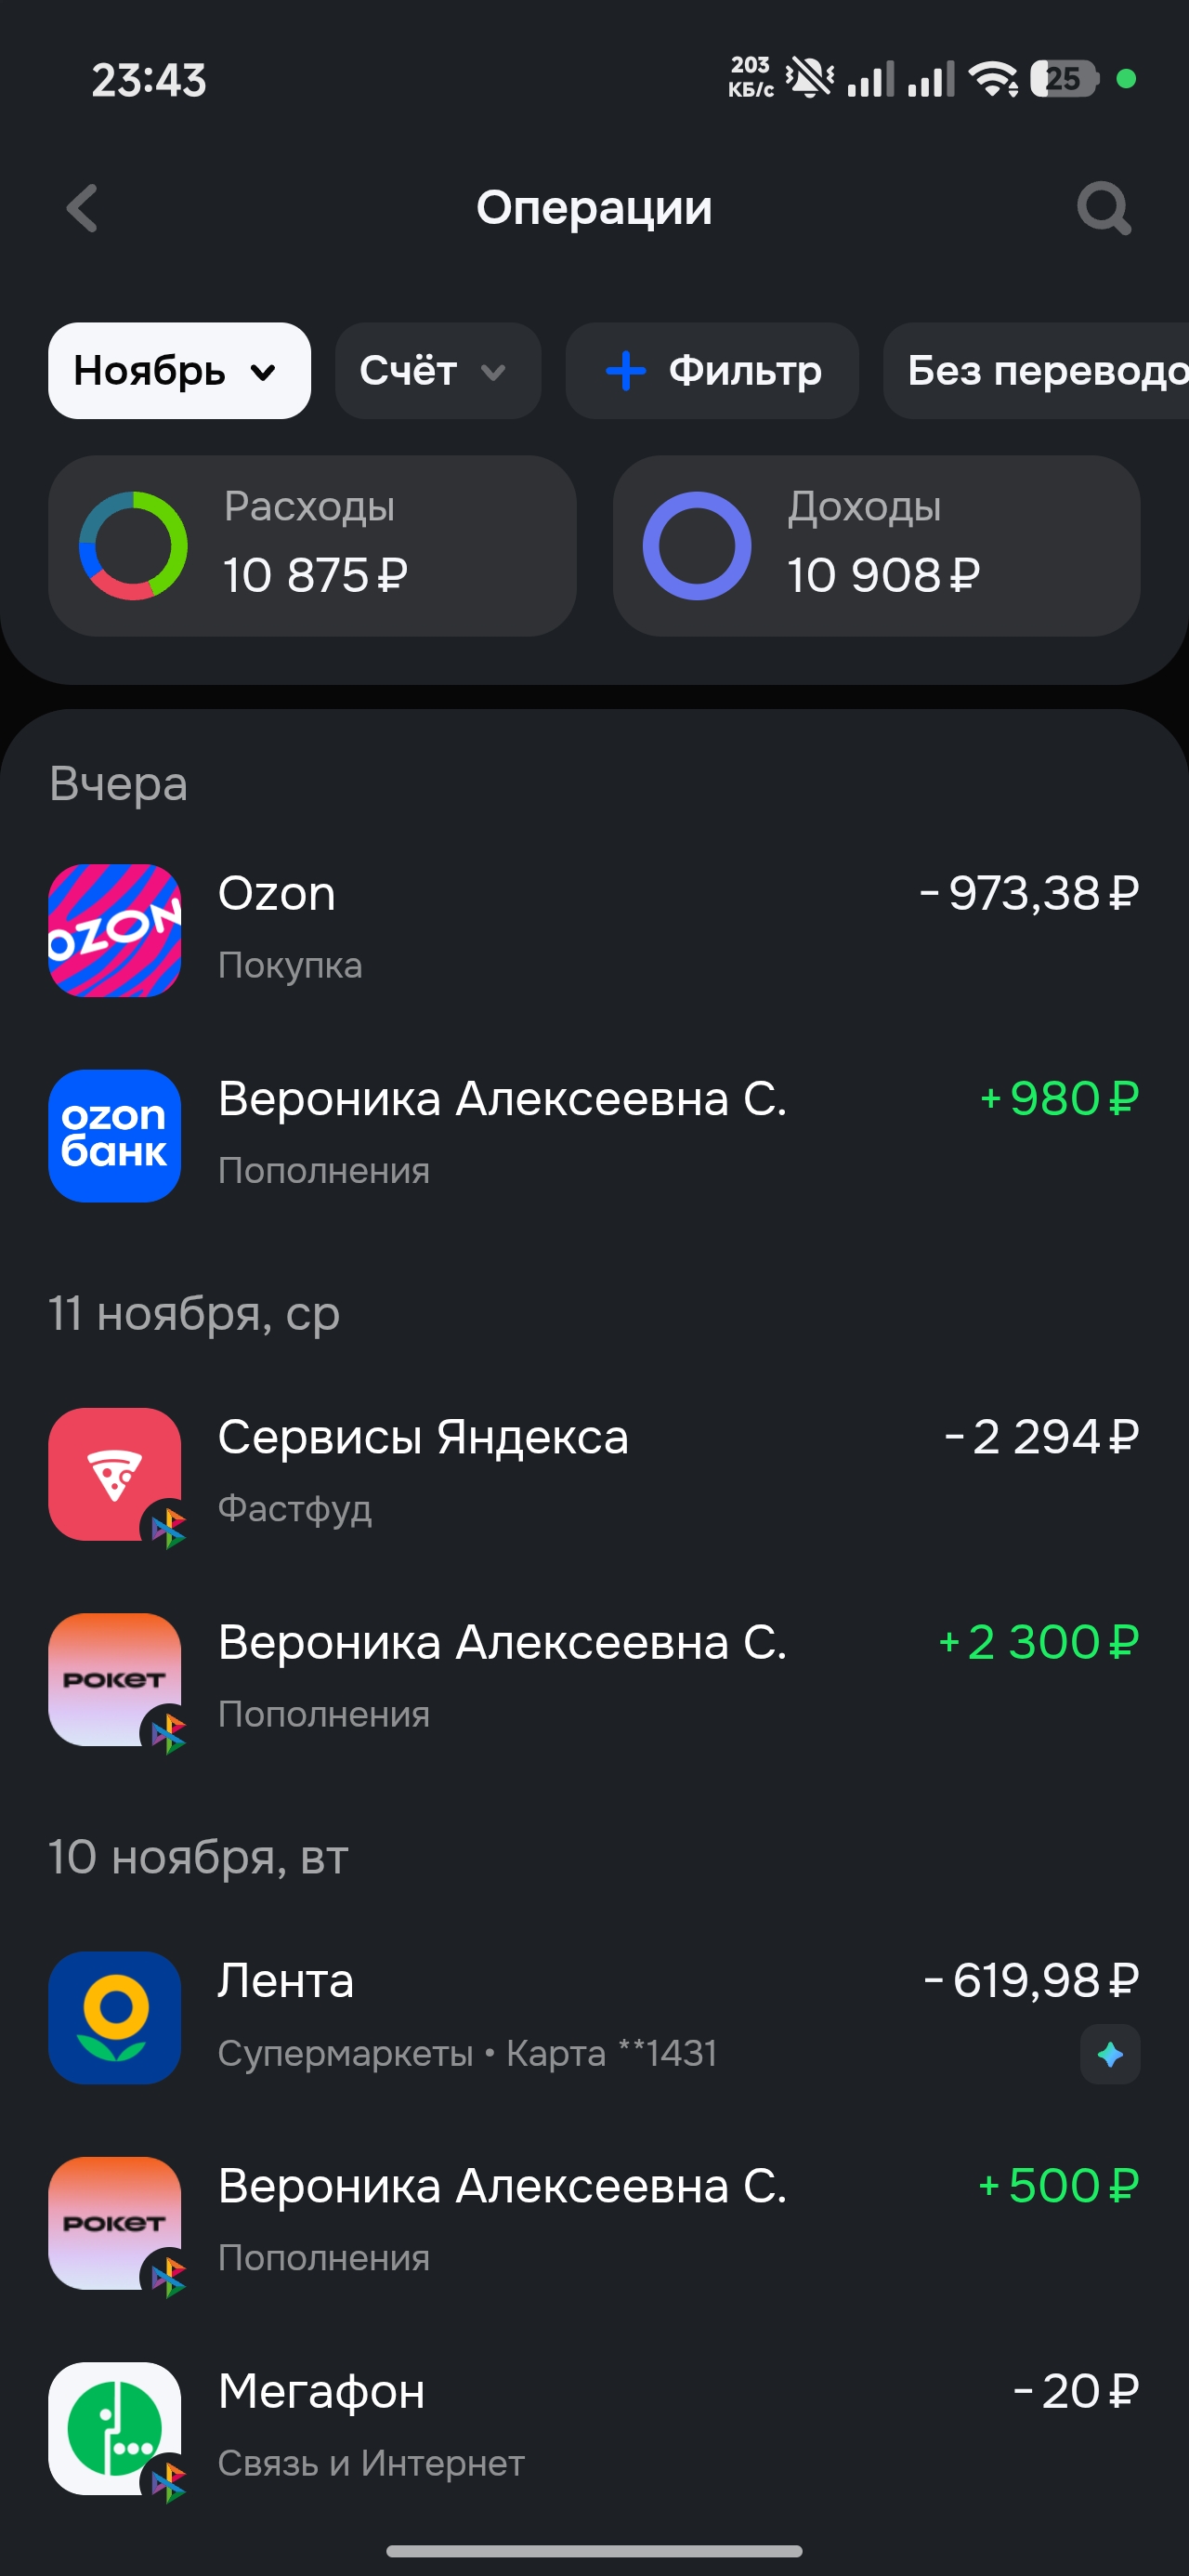 23:43
203
КБ/с
25
Операции
Ноябрь
Счёт
Фильтр
Без переводо
Расходы
10 875 ₽
Доходы
10 908 ₽
Вчера
OZON
Ozon
- 973,38 ₽
Покупка
ozon
банк
Вероника Алексеевна С.
+ 980 ₽
Пополнения
11 ноября, ср
Сервисы Яндекса
- 2 294 ₽
Фастфуд
РОКЕТ
Вероника Алексеевна С.
+ 2 300 ₽
Пополнения
10 ноября, вт
Лента
- 619,98 ₽
Супермаркеты • Карта **1431
РОКЕТ
Вероника Алексеевна С.
+ 500 ₽
Пополнения
Мегафон
- 20 ₽
Связь и Интернет